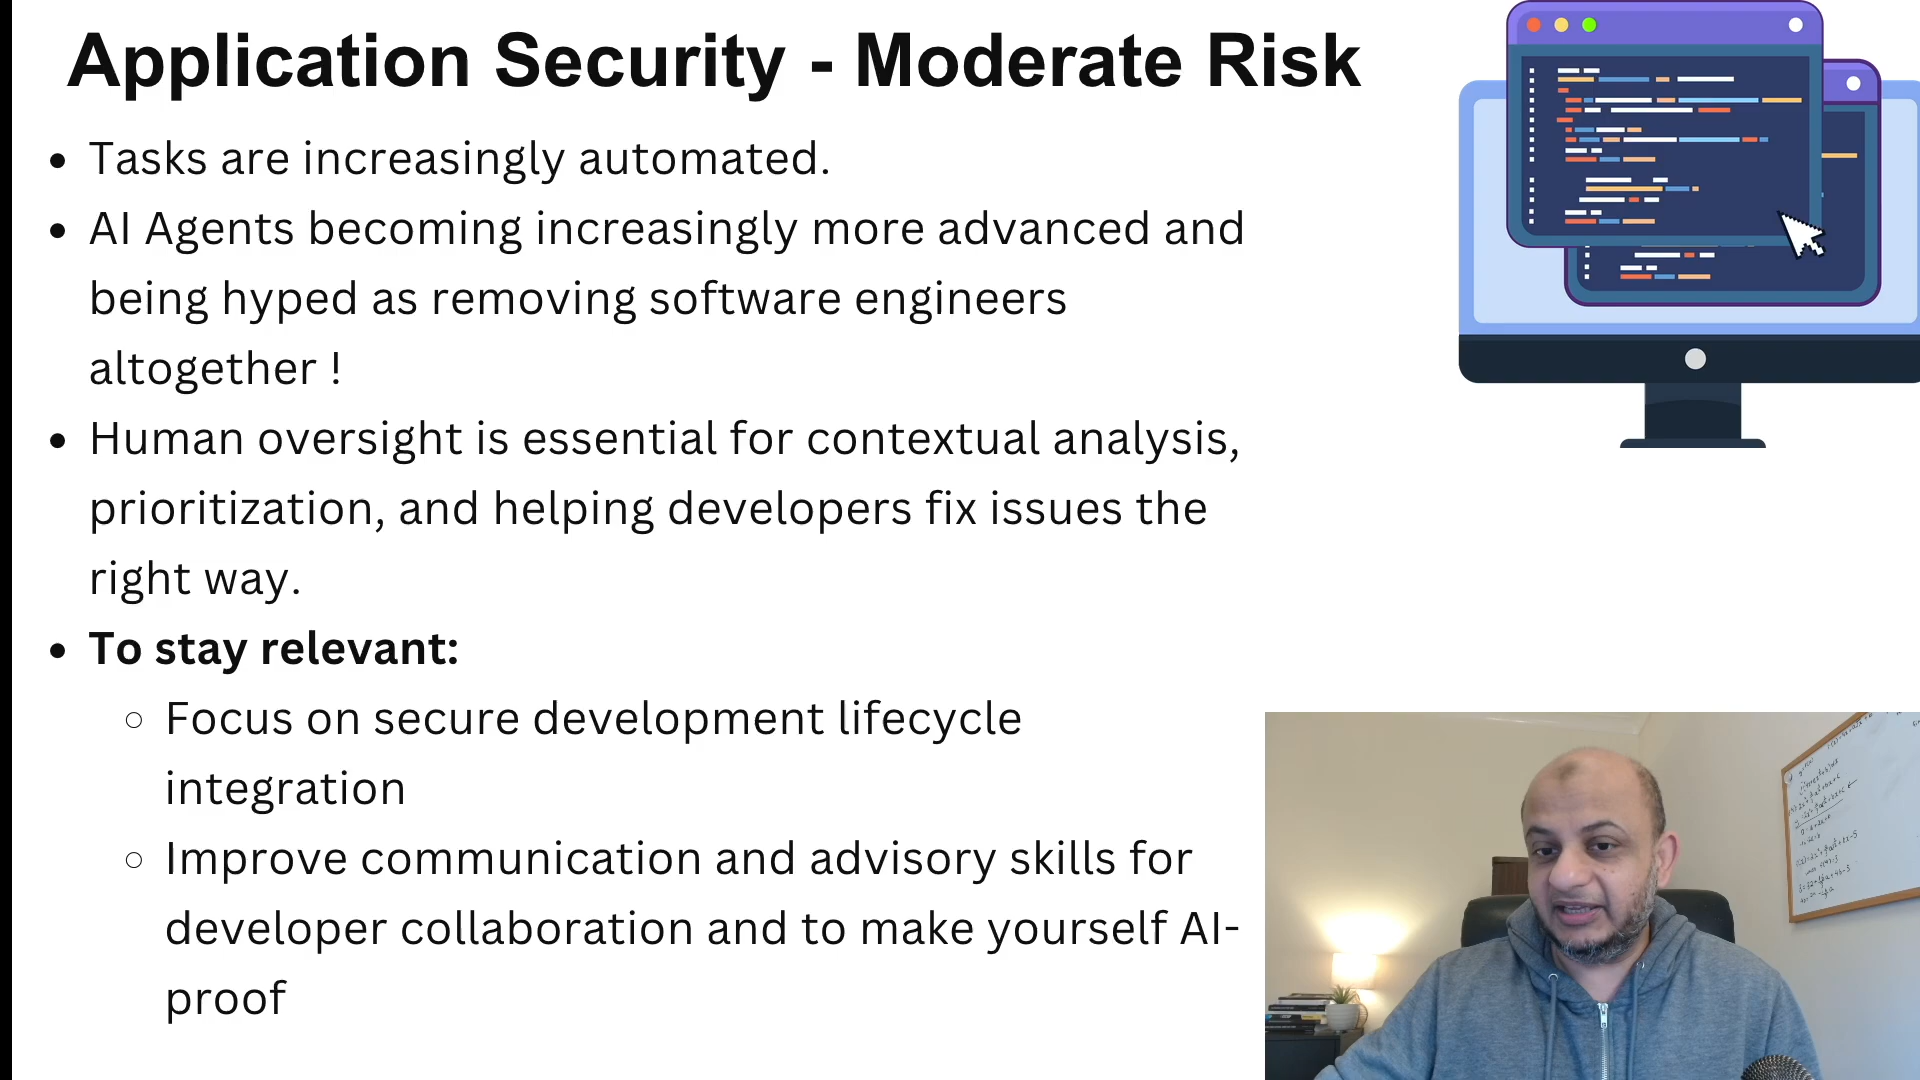 Application Security - Moderate Risk
Tasks are increasingly automated.
AI Agents becoming increasingly more advanced and
being hyped as removing software engineers
altogether !
Human oversight is essential for contextual analysis,
prioritization, and helping developers fix issues the
right way.
To stay relevant:
Focus on secure development lifecycle
integration
Improve communication and advisory skills for
developer collaboration and to make yourself AI-
proof